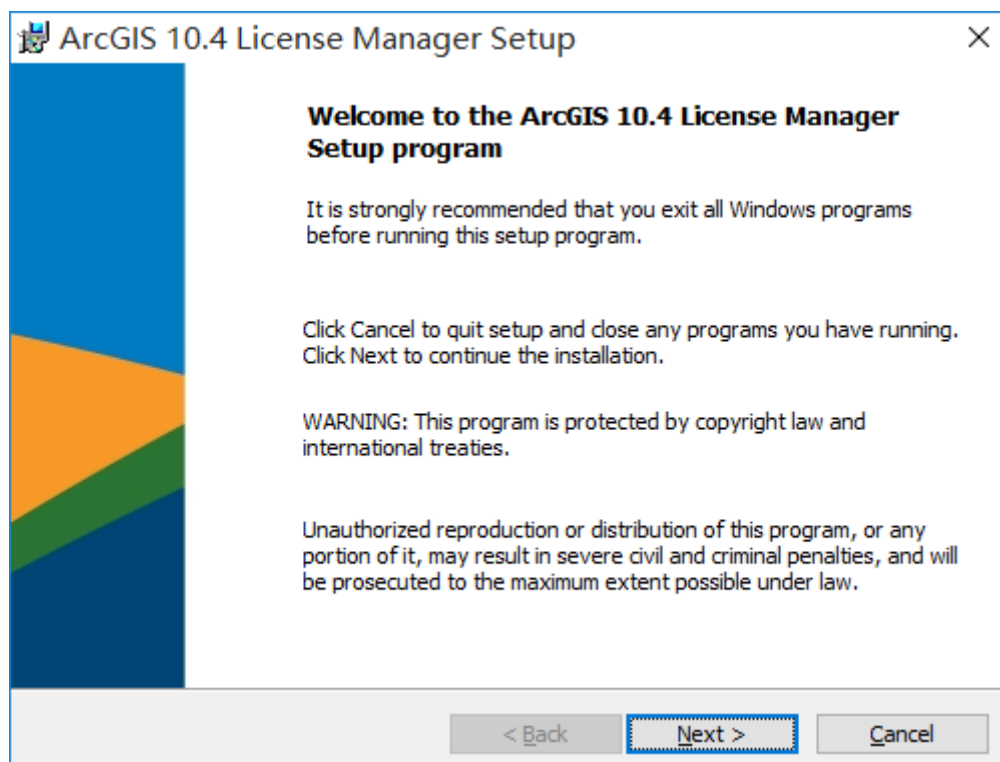 ArcGIS 10.4 License Manager Setup
Welcome to the ArcGIS 10.4 License Manager
Setup program
It is strongly recommended that you exit all Windows programs
before running this setup program.
Click Cancel to quit setup and close any programs you have running.
Click Next to continue the installation.
WARNING: This program is protected by copyright law and
international treaties.
Unauthorized reproduction or distribution of this program, or any
portion of it, may result in severe civil and criminal penalties, and will
be prosecuted to the maximum extent possible under law.
< Back Next > Cancel